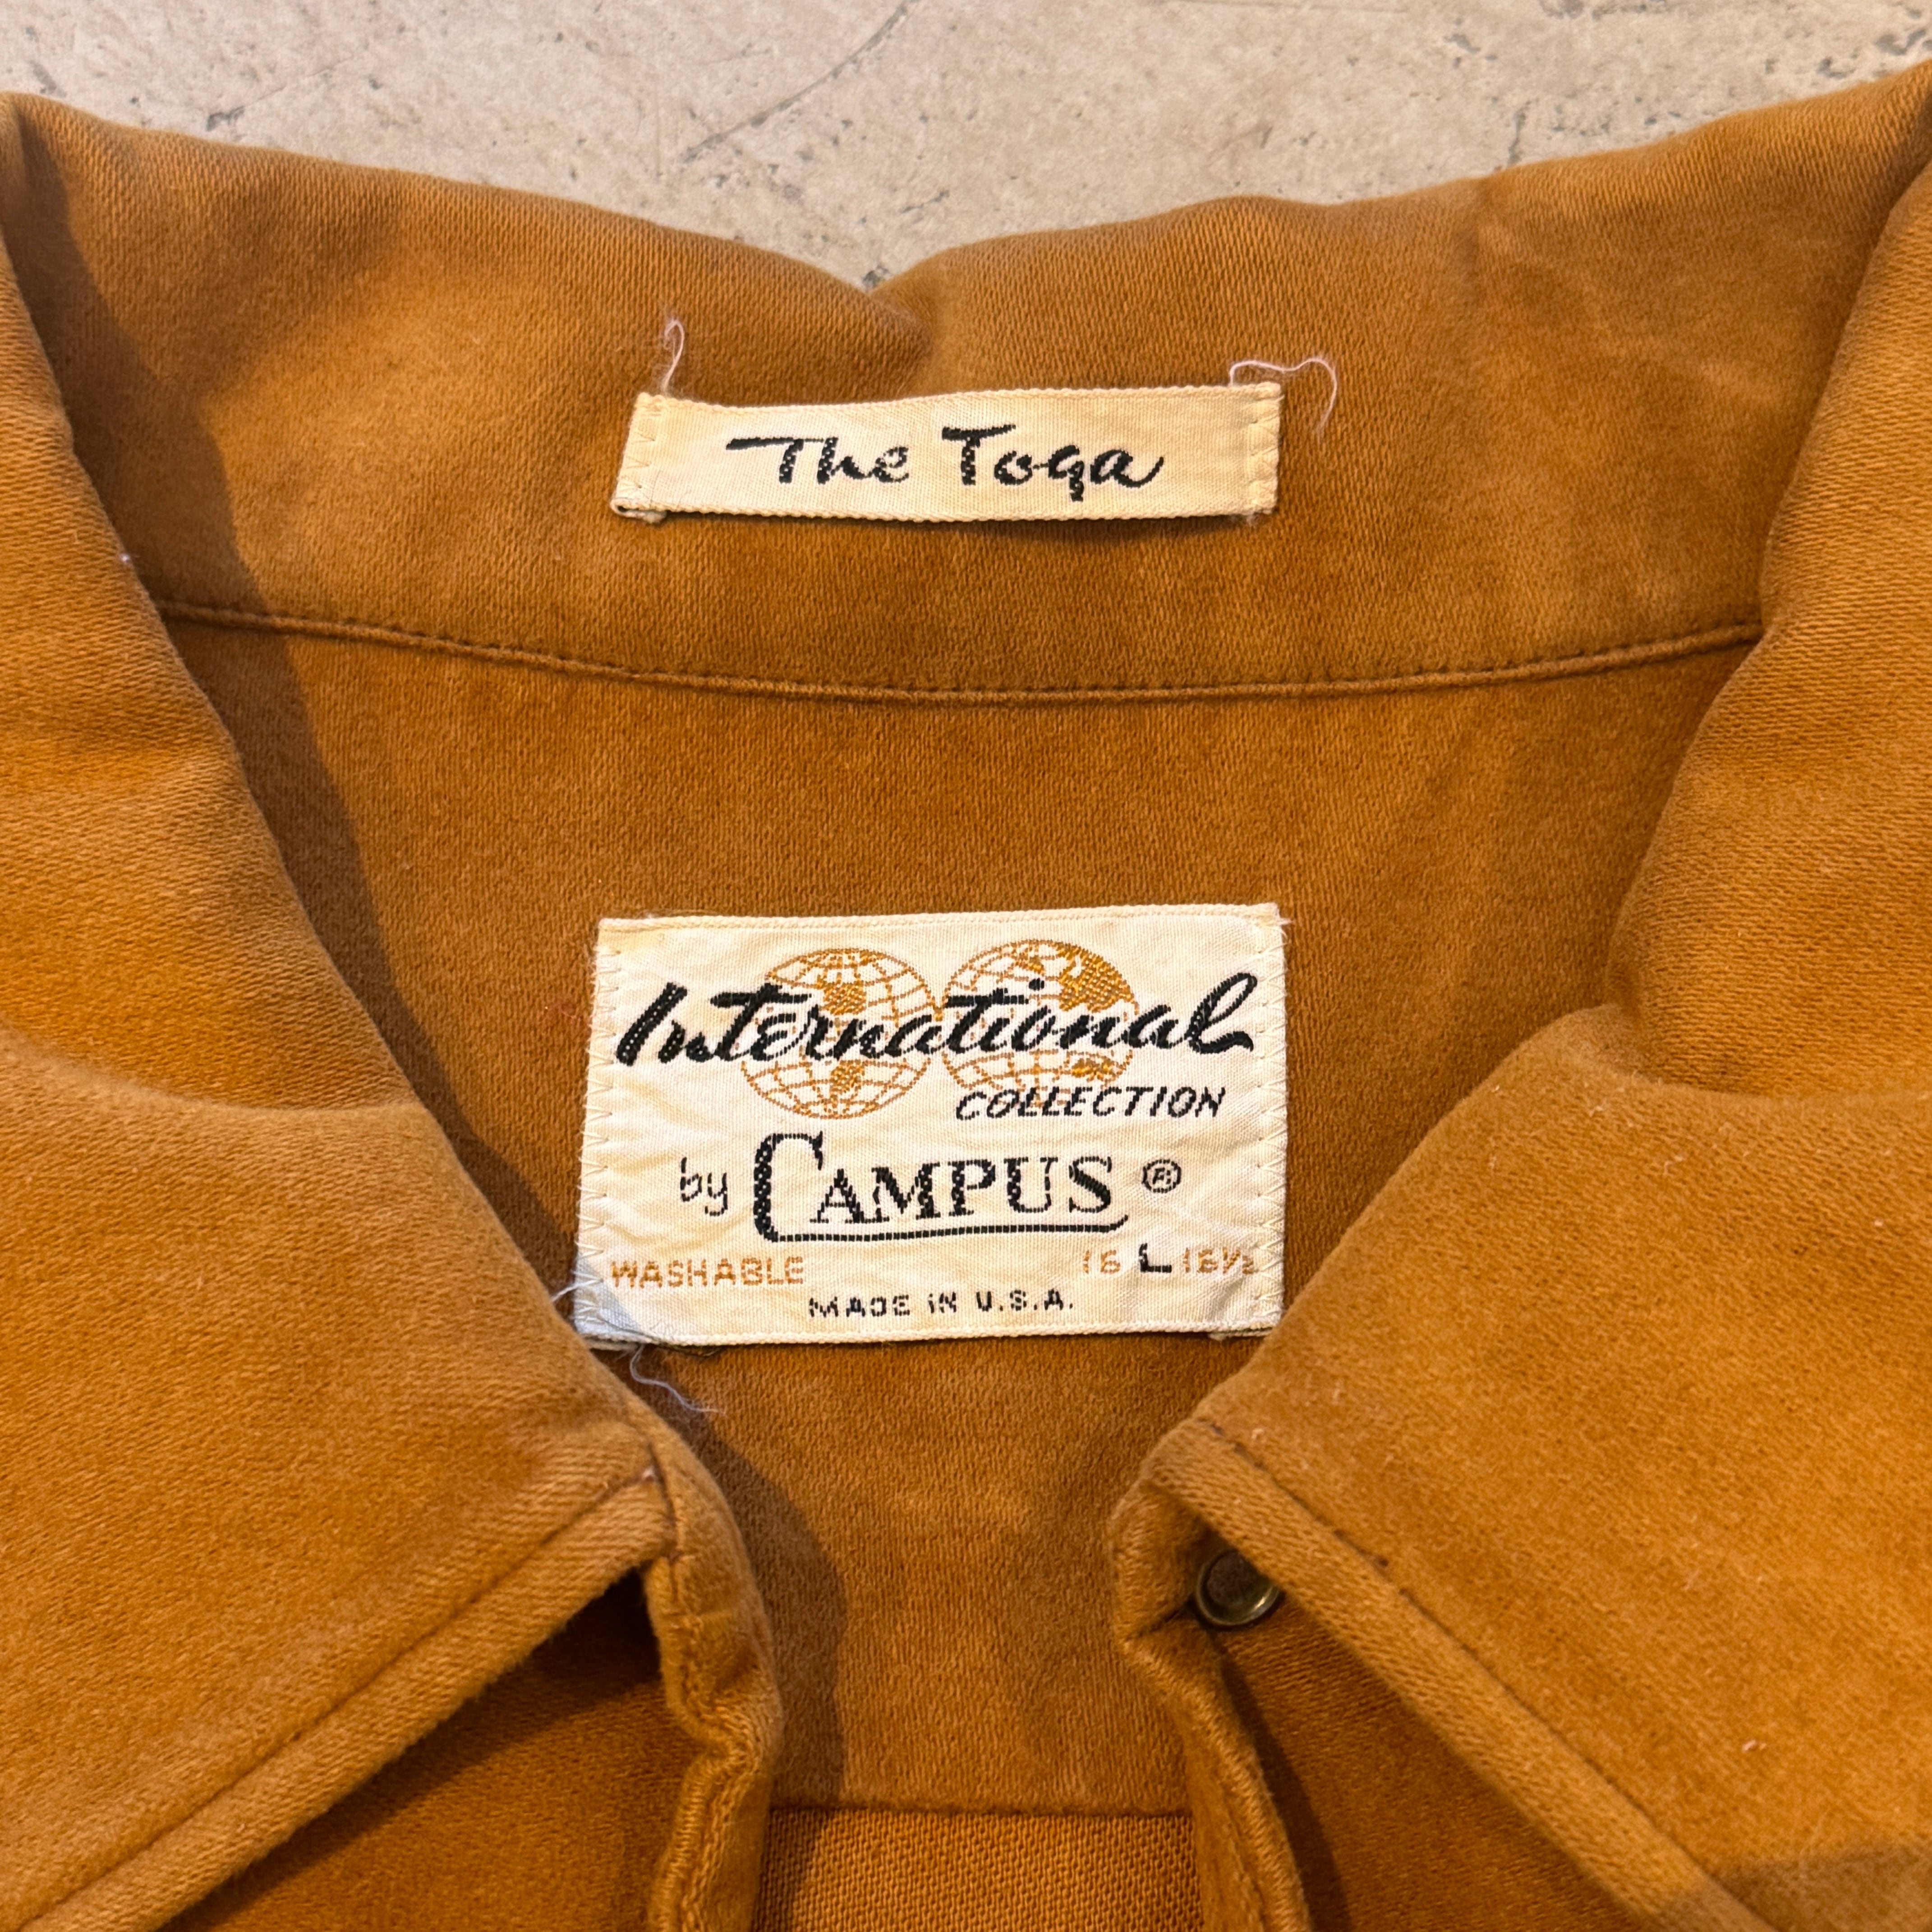 The Toga
International
COLLECTION
by CAMPUS ®
WASHABLE 16 L 16½
MADE IN U.S.A.